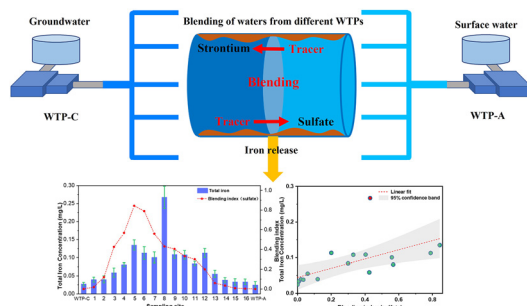 Groundwater
Blending of waters from different WTPs
Surface water
Strontium
Tracer
Blending
Tracer
Sulfate
WTP-C
WTP-A
Iron release
Total Iron Concentration (mg/L)
0.30
0.25
0.20
0.15
0.10
0.05
0.00
Total iron
Blending index (sulfate)
1.0
0.8
0.6
0.4
0.2
0.0
Blending index
WTP-C 1 2 3 4 5 6 7 8 9 10 11 12 13 14 15 16 WTP-A
Total Iron Concentration (mg/L)
0.3
0.2
0.1
0.0
Linear fit
95% confidence band
0.0 0.2 0.4 0.6 0.8